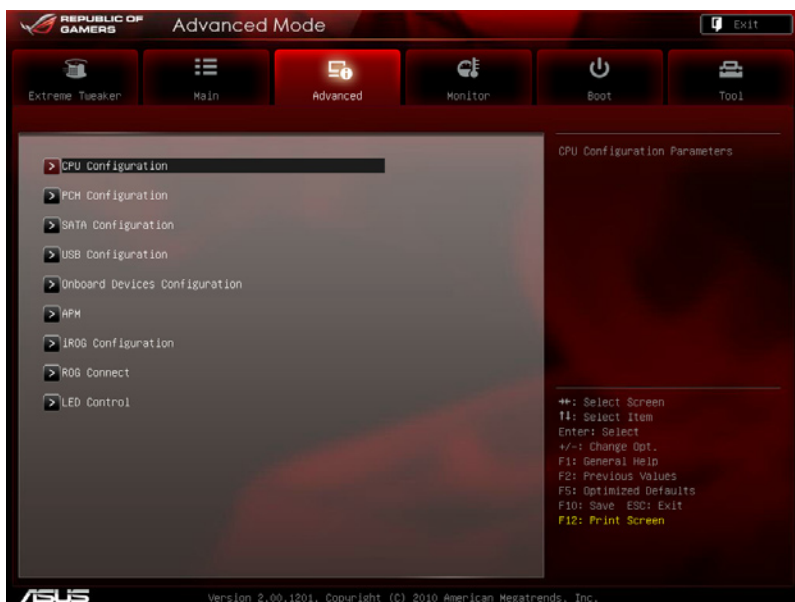 REPUBLIC OF
GAMERS
Advanced Mode
Exit
Extreme Tweaker
Main
Advanced
Monitor
Boot
Tool
> CPU Configuration
> PCH Configuration
> SATA Configuration
> USB Configuration
> Onboard Devices Configuration
> APM
> iROG Configuration
> ROG Connect
> LED Control
CPU Configuration Parameters
→←: Select Screen
↑↓: Select Item
Enter: Select
+/-: Change Opt.
F1: General Help
F2: Previous Values
F5: Optimized Defaults
F10: Save ESC: Exit
F12: Print Screen
ASUS
Version 2.00.1201. Copyright (C) 2010 American Megatrends, Inc.